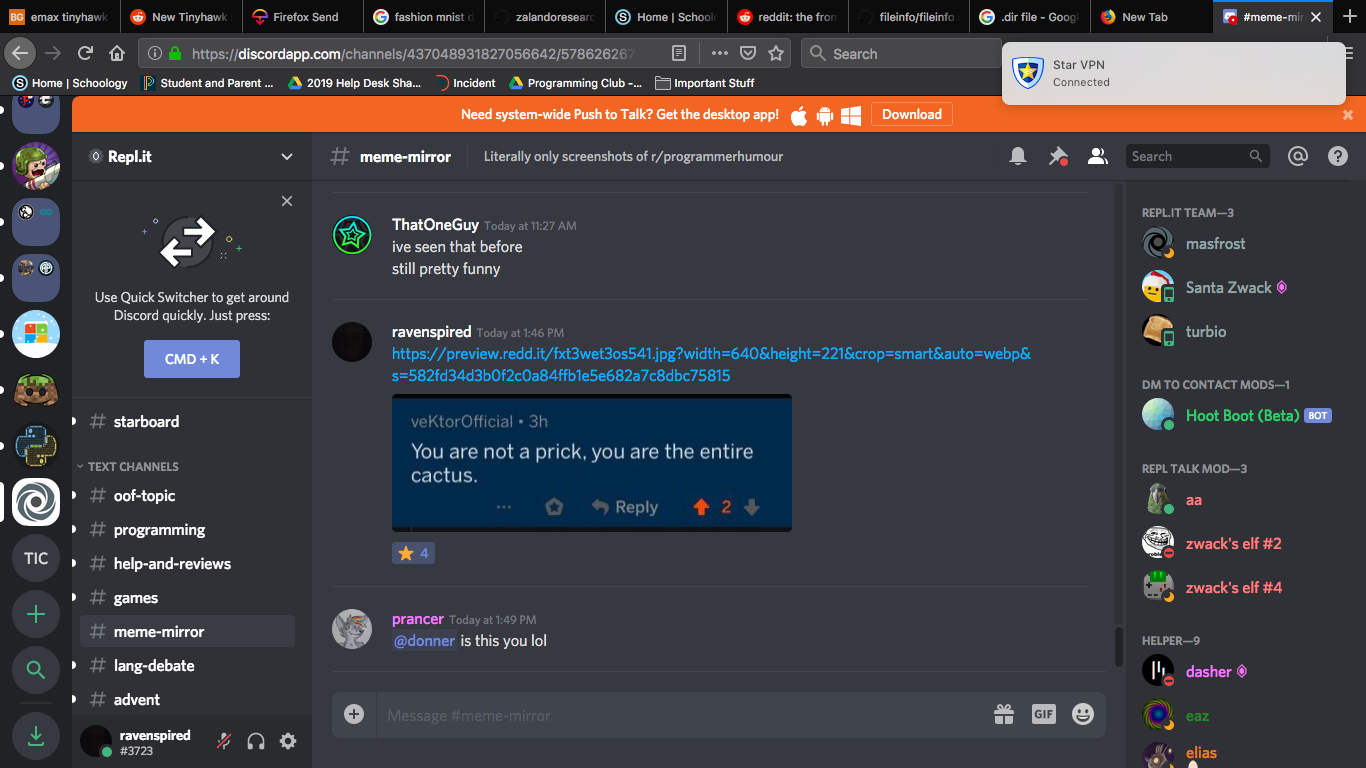 emax tinyhawk
New Tinyhawk
Firefox Send
fashion mnist d
zalandoresearc
Home | School
reddit: the fron
fileinfo/fileinfo
.dir file - Goog
New Tab
#meme-mir
https://discordapp.com/channels/437048931827056642/578626267
Search
Home | Schoology
Student and Parent ...
2019 Help Desk Sha...
Incident
Programming Club -...
Important Stuff
Star VPN
Connected
Need system-wide Push to Talk? Get the desktop app!
Download
Repl.it
# meme-mirror
Literally only screenshots of r/programmerhumour
Search
Use Quick Switcher to get around
Discord quickly. Just press:
CMD + K
# starboard
TEXT CHANNELS
# oof-topic
# programming
# help-and-reviews
# games
# meme-mirror
# lang-debate
# advent
TIC
ravenspired
#3723
ThatOneGuy Today at 11:27 AM
ive seen that before
still pretty funny
ravenspired Today at 1:46 PM
https://preview.redd.it/fxt3wet3os541.jpg?width=640&height=221&crop=smart&auto=webp&
s=582fd34d3b0f2c0a84ffb1e5e682a7c8dbc75815
veKtorOfficial • 3h
You are not a prick, you are the entire
cactus.
Reply
2
4
prancer Today at 1:49 PM
@donner is this you lol
Message #meme-mirror
GIF
REPL.IT TEAM—3
masfrost
Santa Zwack
turbio
DM TO CONTACT MODS—1
Hoot Boot (Beta) BOT
REPL TALK MOD—3
aa
zwack's elf #2
zwack's elf #4
HELPER—9
dasher
eaz
elias